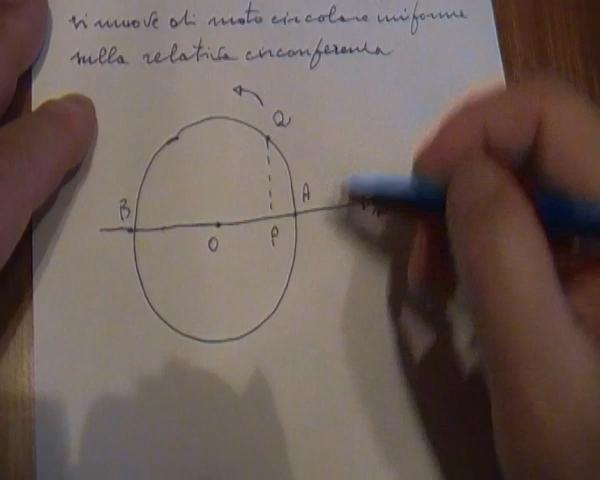 si muove di moto circolare uniforme
sulla relativa circonferenza
Q
B
A
O
P